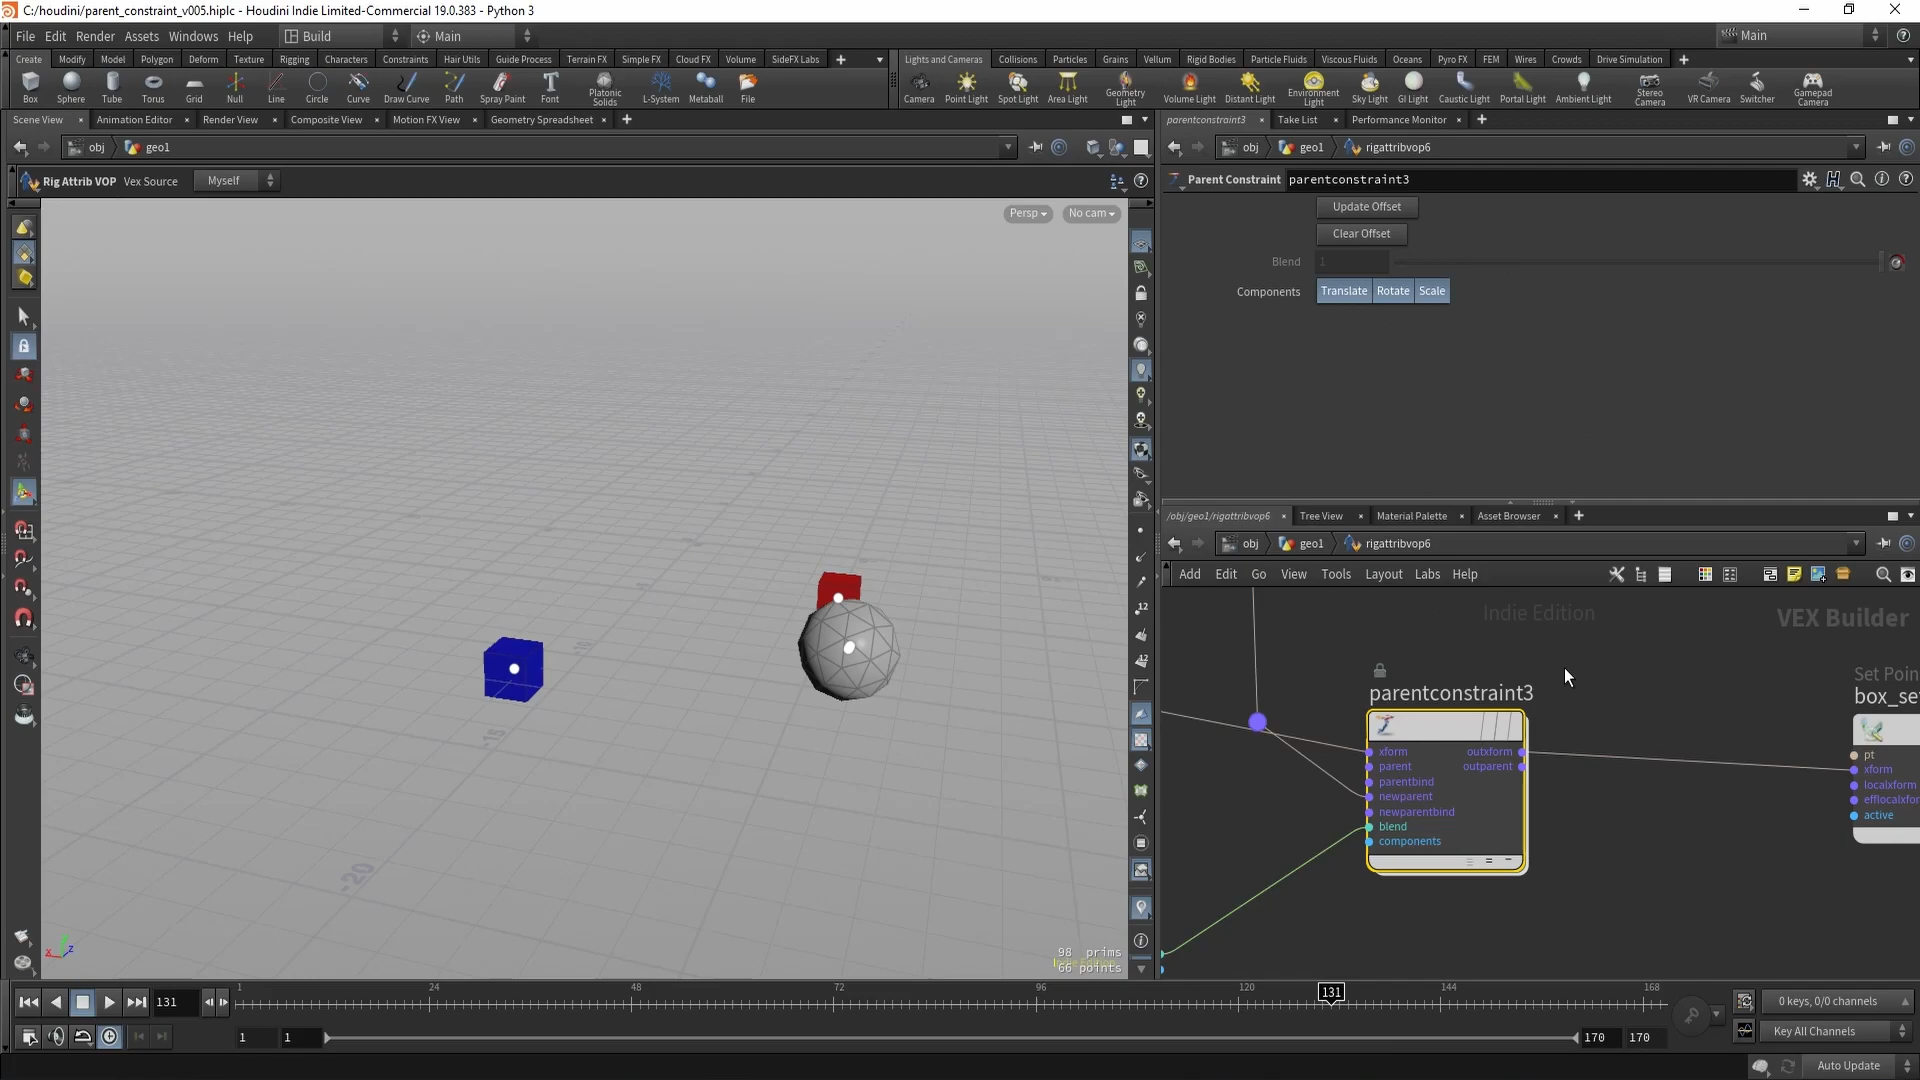 C:/houdini/parent_constraint_v005.hiplc - Houdini Indie Limited-Commercial 19.0.383 - Python 3
File Edit Render Assets Windows Help Build Main Main
Create Modify Model Polygon Deform Texture Rigging Characters Constraints Hair Utils Guide Process Terrain FX Simple FX Cloud FX Volume SideFX Labs
Box Sphere Tube Torus Grid Null Line Circle Curve Draw Curve Path Spray Paint Font Platonic Solids L-System Metaball File
Lights and Cameras Collisions Particles Grains Vellum Rigid Bodies Particle Fluids Viscous Fluids Oceans Pyro FX FEM Wires Crowds Drive Simulation
Camera Point Light Spot Light Area Light Geometry Light Volume Light Distant Light Environment Light Sky Light GI Light Caustic Light Portal Light Ambient Light Stereo Camera VR Camera Switcher Gamepad Camera
Scene View Animation Editor Render View Composite View Motion FX View Geometry Spreadsheet
obj geo1
Rig Attrib VOP Vex Source Myself
Persp No cam
-20
98 prims
66 points
parentconstraint3 Take List Performance Monitor
obj geo1 rigattribvop6
Parent Constraint parentconstraint3
Update Offset
Clear Offset
Blend 1
Components Translate Rotate Scale
/obj/geo1/rigattribvop6 Tree View Material Palette Asset Browser
obj geo1 rigattribvop6
Add Edit Go View Tools Layout Labs Help
Indie Edition
VEX Builder
parentconstraint3
xform outxform
parent outparent
parentbind
newparent
newparentbind
blend
components
Set Poin
box_se
pt
xform
localxform
efflocalxfor
active
131
1 24 48 72 96 120 131 144 168
0 keys, 0/0 channels
1 1 170 170
Key All Channels
Auto Update